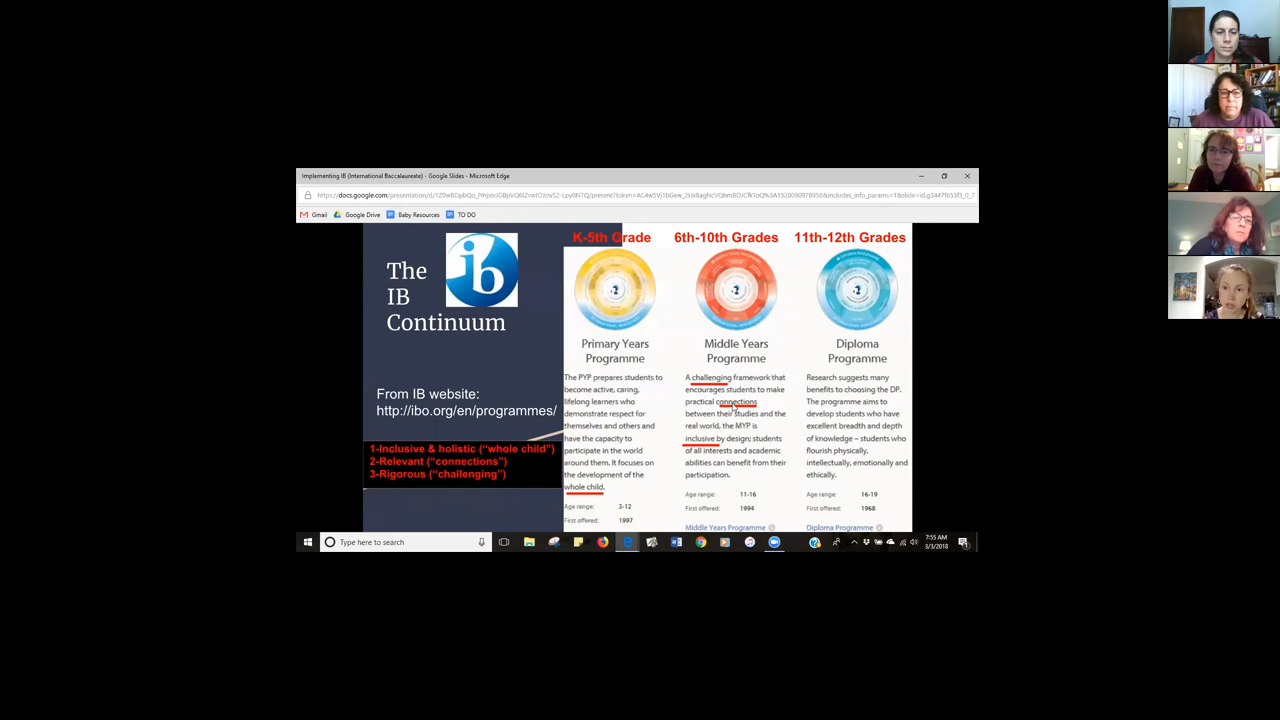 Implementing IB (International Baccalaureate) - Google Slides - Microsoft Edge
Gmail Google Drive Baby Resources TO DO
The
IB
Continuum
ib
From IB website:
http://ibo.org/en/programmes/
1-Inclusive & holistic ("whole child")
2-Relevant ("connections")
3-Rigorous ("challenging")
K-5th Grade
Primary Years
Programme
The PYP prepares students to
become active, caring,
lifelong learners who
demonstrate respect for
themselves and others and
have the capacity to
participate in the world
around them. It focuses on
the development of the
whole child.
Age range: 3-12
First offered: 1997
6th-10th Grades
Middle Years
Programme
A challenging framework that
encourages students to make
practical connections
between their studies and the
real world, the MYP is
inclusive by design; students
of all interests and academic
abilities can benefit from their
participation.
Age range: 11-16
First offered: 1994
Middle Years Programme
11th-12th Grades
Diploma
Programme
Research suggests many
benefits to choosing the DP.
The programme aims to
develop students who have
excellent breadth and depth
of knowledge – students who
flourish physically,
intellectually, emotionally and
ethically.
Age range: 16-19
First offered: 1968
Diploma Programme
Type here to search
7:55 AM
3/3/2018